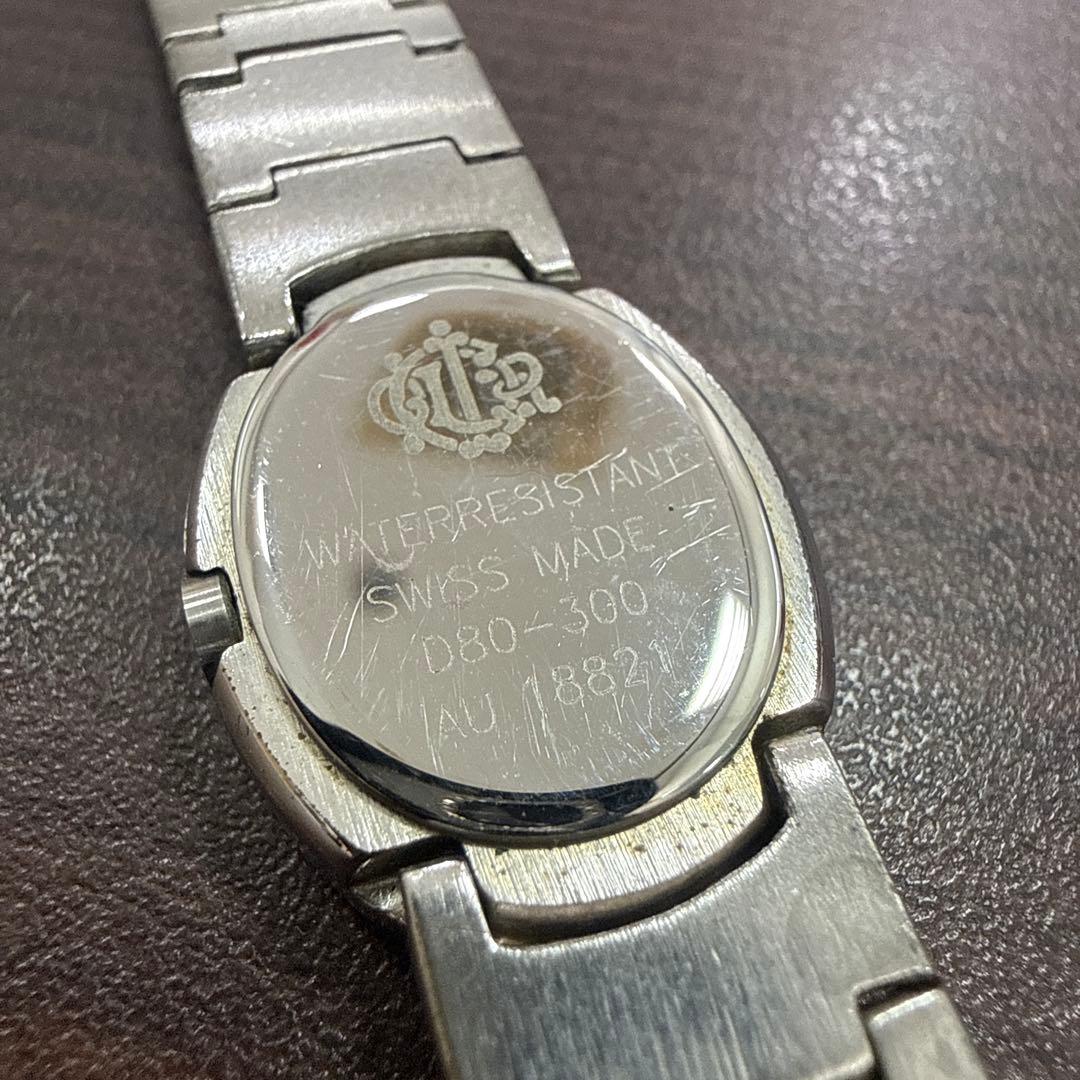 WATERRESISTANT
SWISS MADE
D80-300
AU 18821